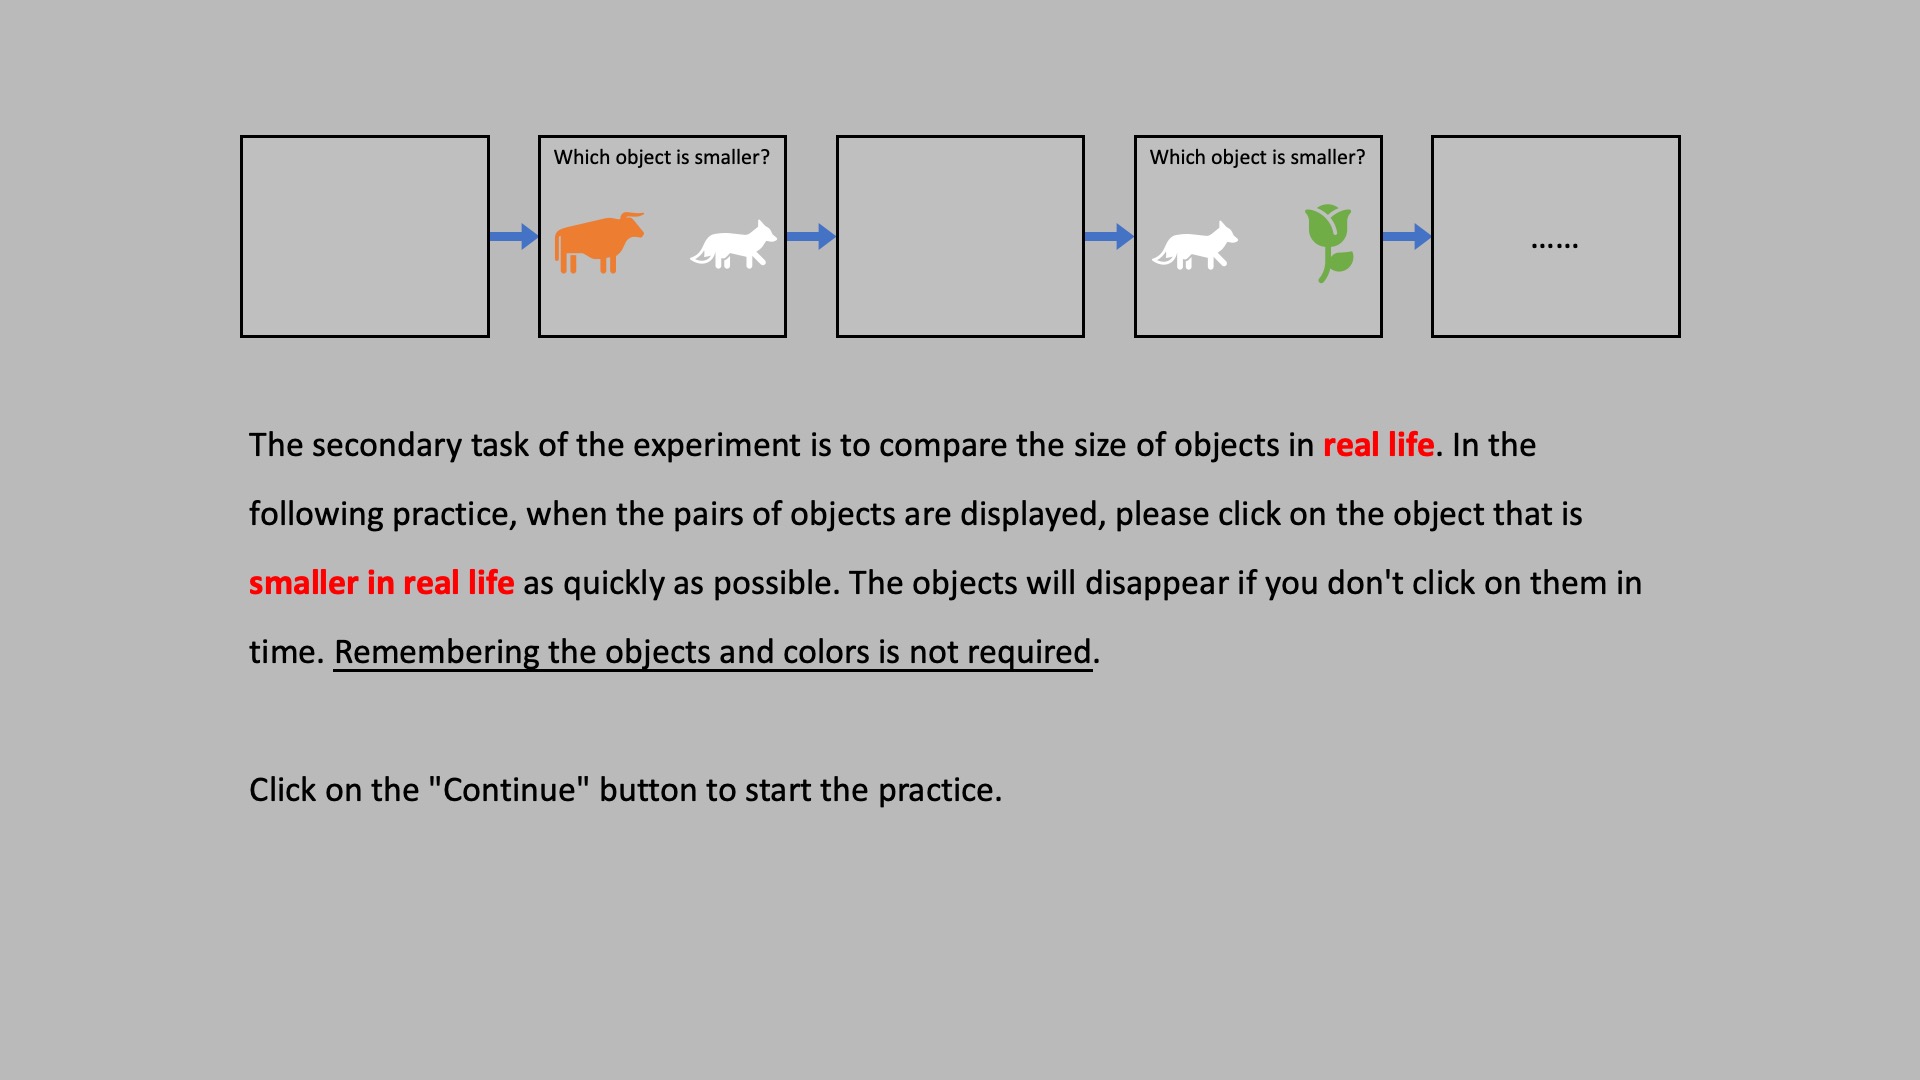 Which object is smaller?
Which object is smaller?
......
The secondary task of the experiment is to compare the size of objects in real life. In the
following practice, when the pairs of objects are displayed, please click on the object that is
smaller in real life as quickly as possible. The objects will disappear if you don't click on them in
time. Remembering the objects and colors is not required.
Click on the "Continue" button to start the practice.